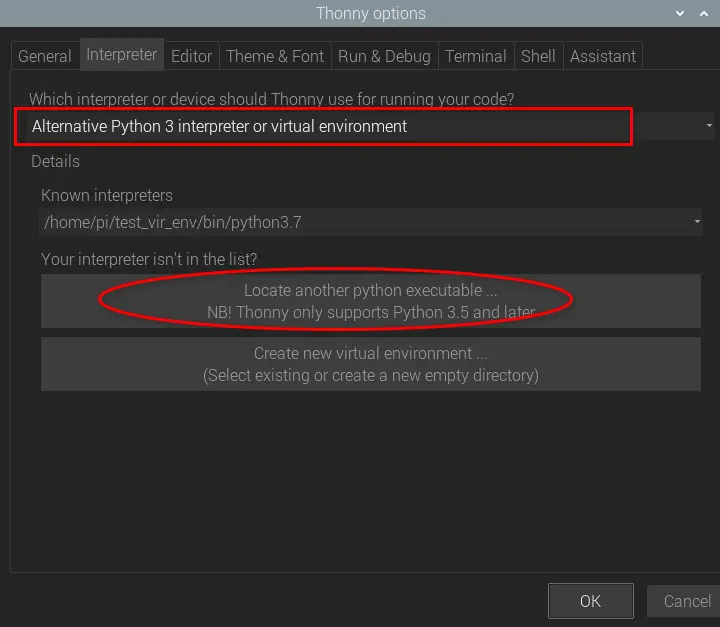 Thonny options
General Interpreter Editor Theme & Font Run & Debug Terminal Shell Assistant
Which interpreter or device should Thonny use for running your code?
Alternative Python 3 interpreter or virtual environment
Details
Known interpreters
/home/pi/test_vir_env/bin/python3.7
Your interpreter isn't in the list?
Locate another python executable ...
NB! Thonny only supports Python 3.5 and later
Create new virtual environment ...
(Select existing or create a new empty directory)
OK Cancel